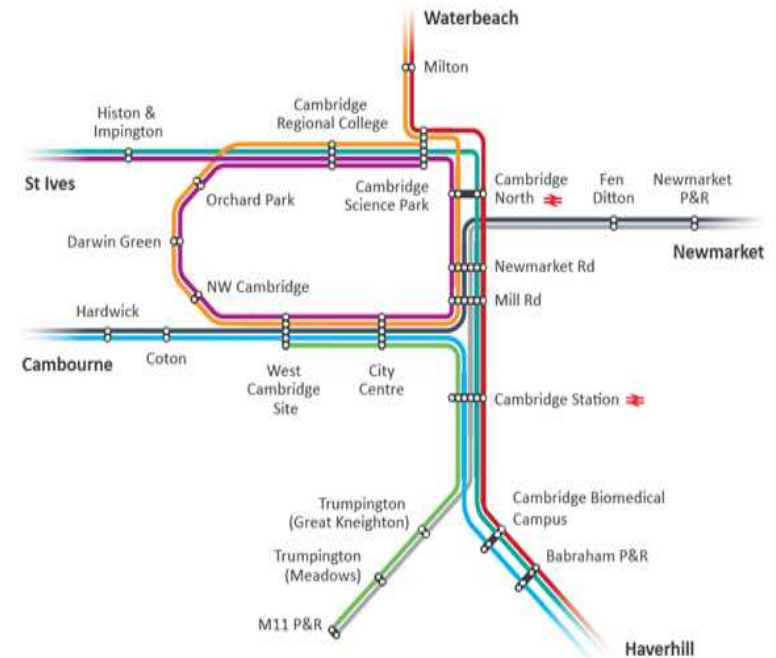 Waterbeach
Milton
Histon &
Impington
Cambridge
Regional College
St Ives
Orchard Park
Cambridge
Science Park
Cambridge
North
Fen
Ditton
Newmarket
P&R
Newmarket
Darwin Green
Newmarket Rd
NW Cambridge
Mill Rd
Hardwick
Cambourne
Coton
West
Cambridge
Site
City
Centre
Cambridge Station
Trumpington
(Great Kneighton)
Cambridge Biomedical
Campus
Trumpington
(Meadows)
Babraham P&R
M11 P&R
Haverhill